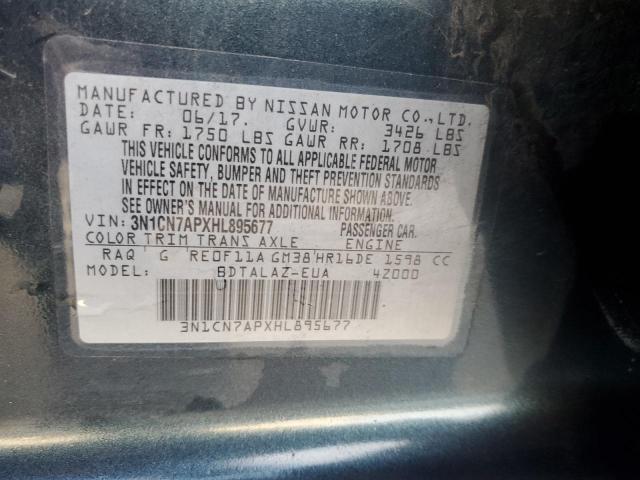 MANUFACTURED BY NISSAN MOTOR CO.,LTD.
DATE: 06/17. GVWR: 3426 LBS
GAWR FR: 1750 LBS GAWR RR: 1708 LBS
THIS VEHICLE CONFORMS TO ALL APPLICABLE FEDERAL MOTOR
VEHICLE SAFETY, BUMPER AND THEFT PREVENTION STANDARDS
IN EFFECT ON THE DATE OF MANUFACTURE SHOWN ABOVE.
SEE OWNER'S MANUAL FOR ADDITIONAL INFORMATION.
VIN: 3N1CN7APXHL895677 PASSENGER CAR.
COLOR TRIM TRANS AXLE ENGINE
RAQ G RE0F11A GM38 HR16DE 1598 CC
MODEL: BDTALAZ-EUA 42000
3N1CN7APXHL895677